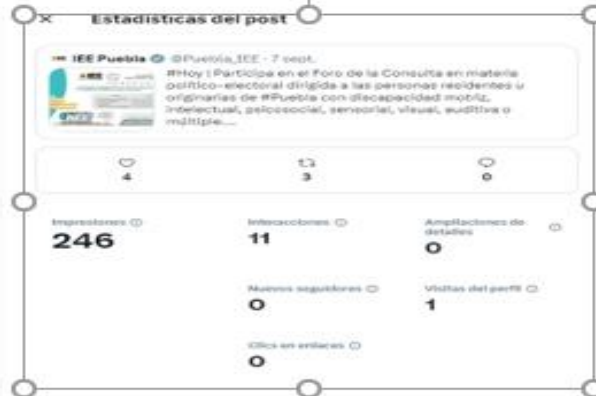 × Estadísticas del post
IEE Puebla @Puebla_IEE · 7 sept.
#Hoy | Participa en el Foro de la Consulta en materia
político-electoral dirigida a las personas residentes u
originarias de #Puebla con discapacidad motriz,
intelectual, psicosocial, sensorial, visual, auditiva o
múltiple....
4 3 0
Impresiones Interacciones Ampliaciones de detalles
246 11 0
Nuevos seguidores Visitas del perfil
0 1
Clics en enlaces
0